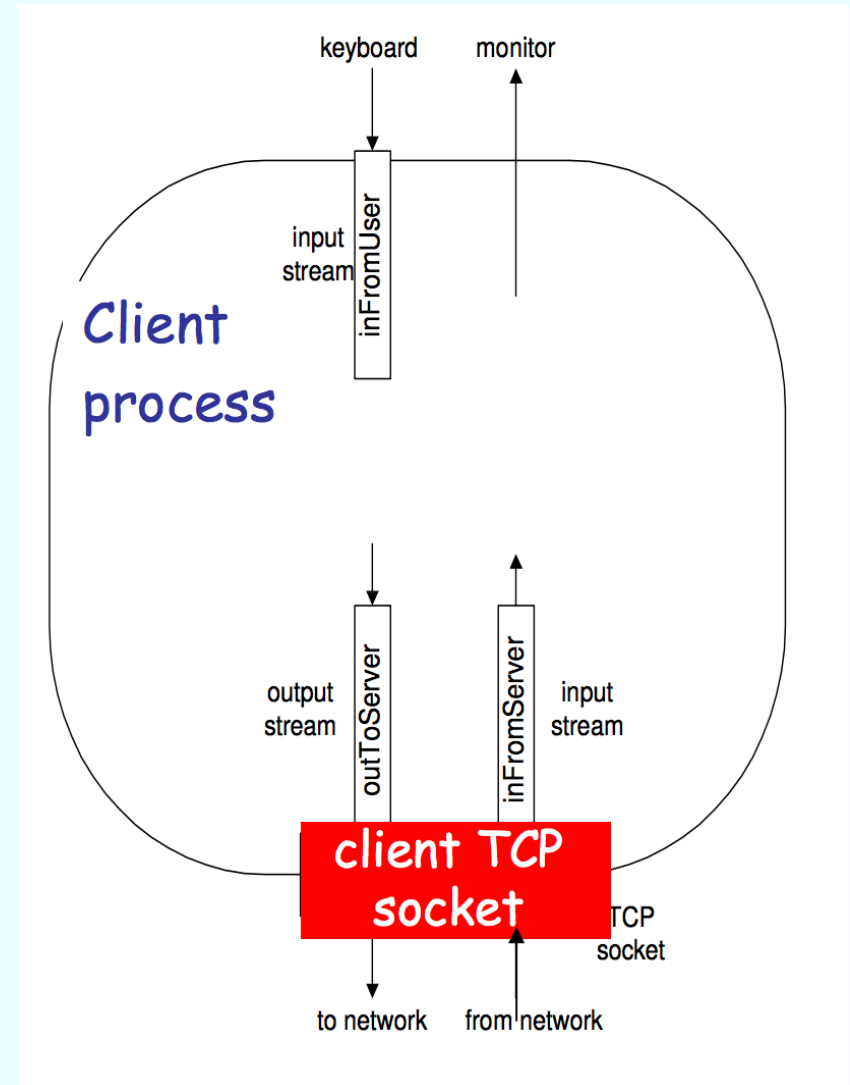 keyboard
monitor
input
stream
inFromUser
Client
process
output
stream
outToServer
inFromServer
input
stream
client TCP
socket
TCP
socket
to network
from network